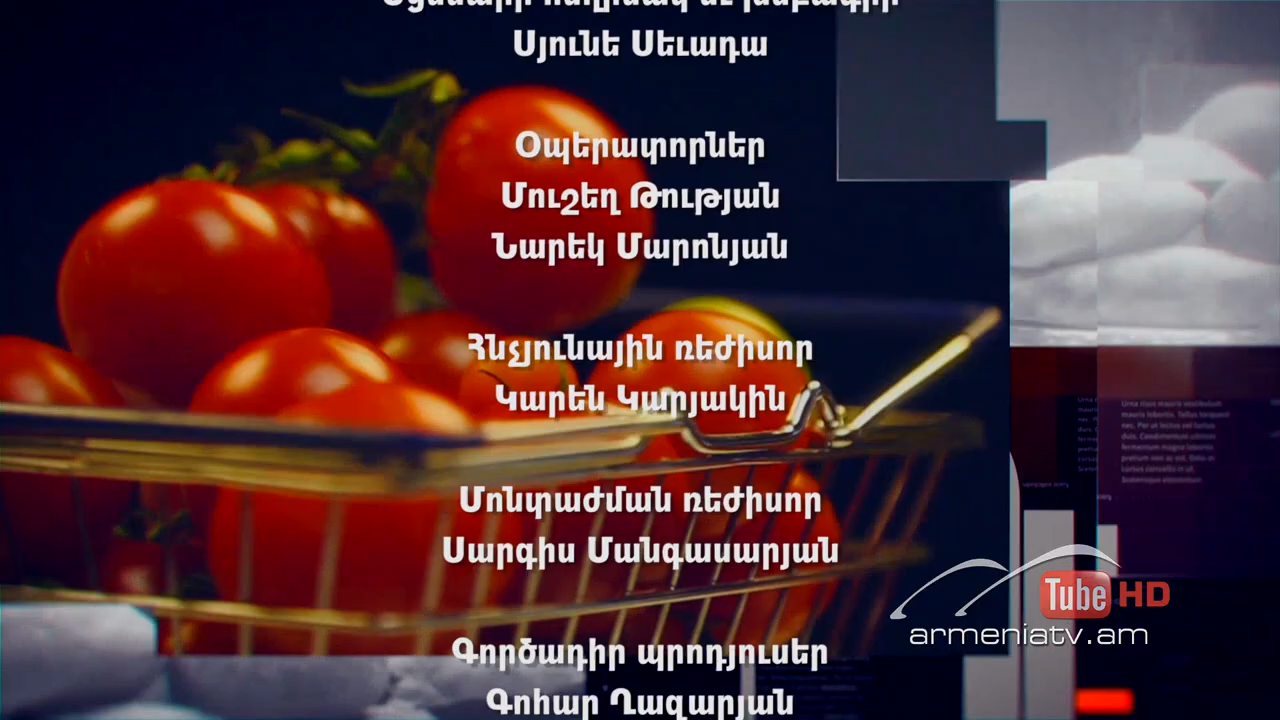 Սյունե Սեւադա
Օպերատորներ
Մուշեղ Թության
Նարեկ Մարոնյան
Հնչյունային ռեժիսոր
Կարեն Կարյակին
Մոնտաժման ռեժիսոր
Սարգիս Մանգասարյան
Գործադիր պրոդյուսեր
Գոհար Ղազարյան
Tube HD
armeniatv.am